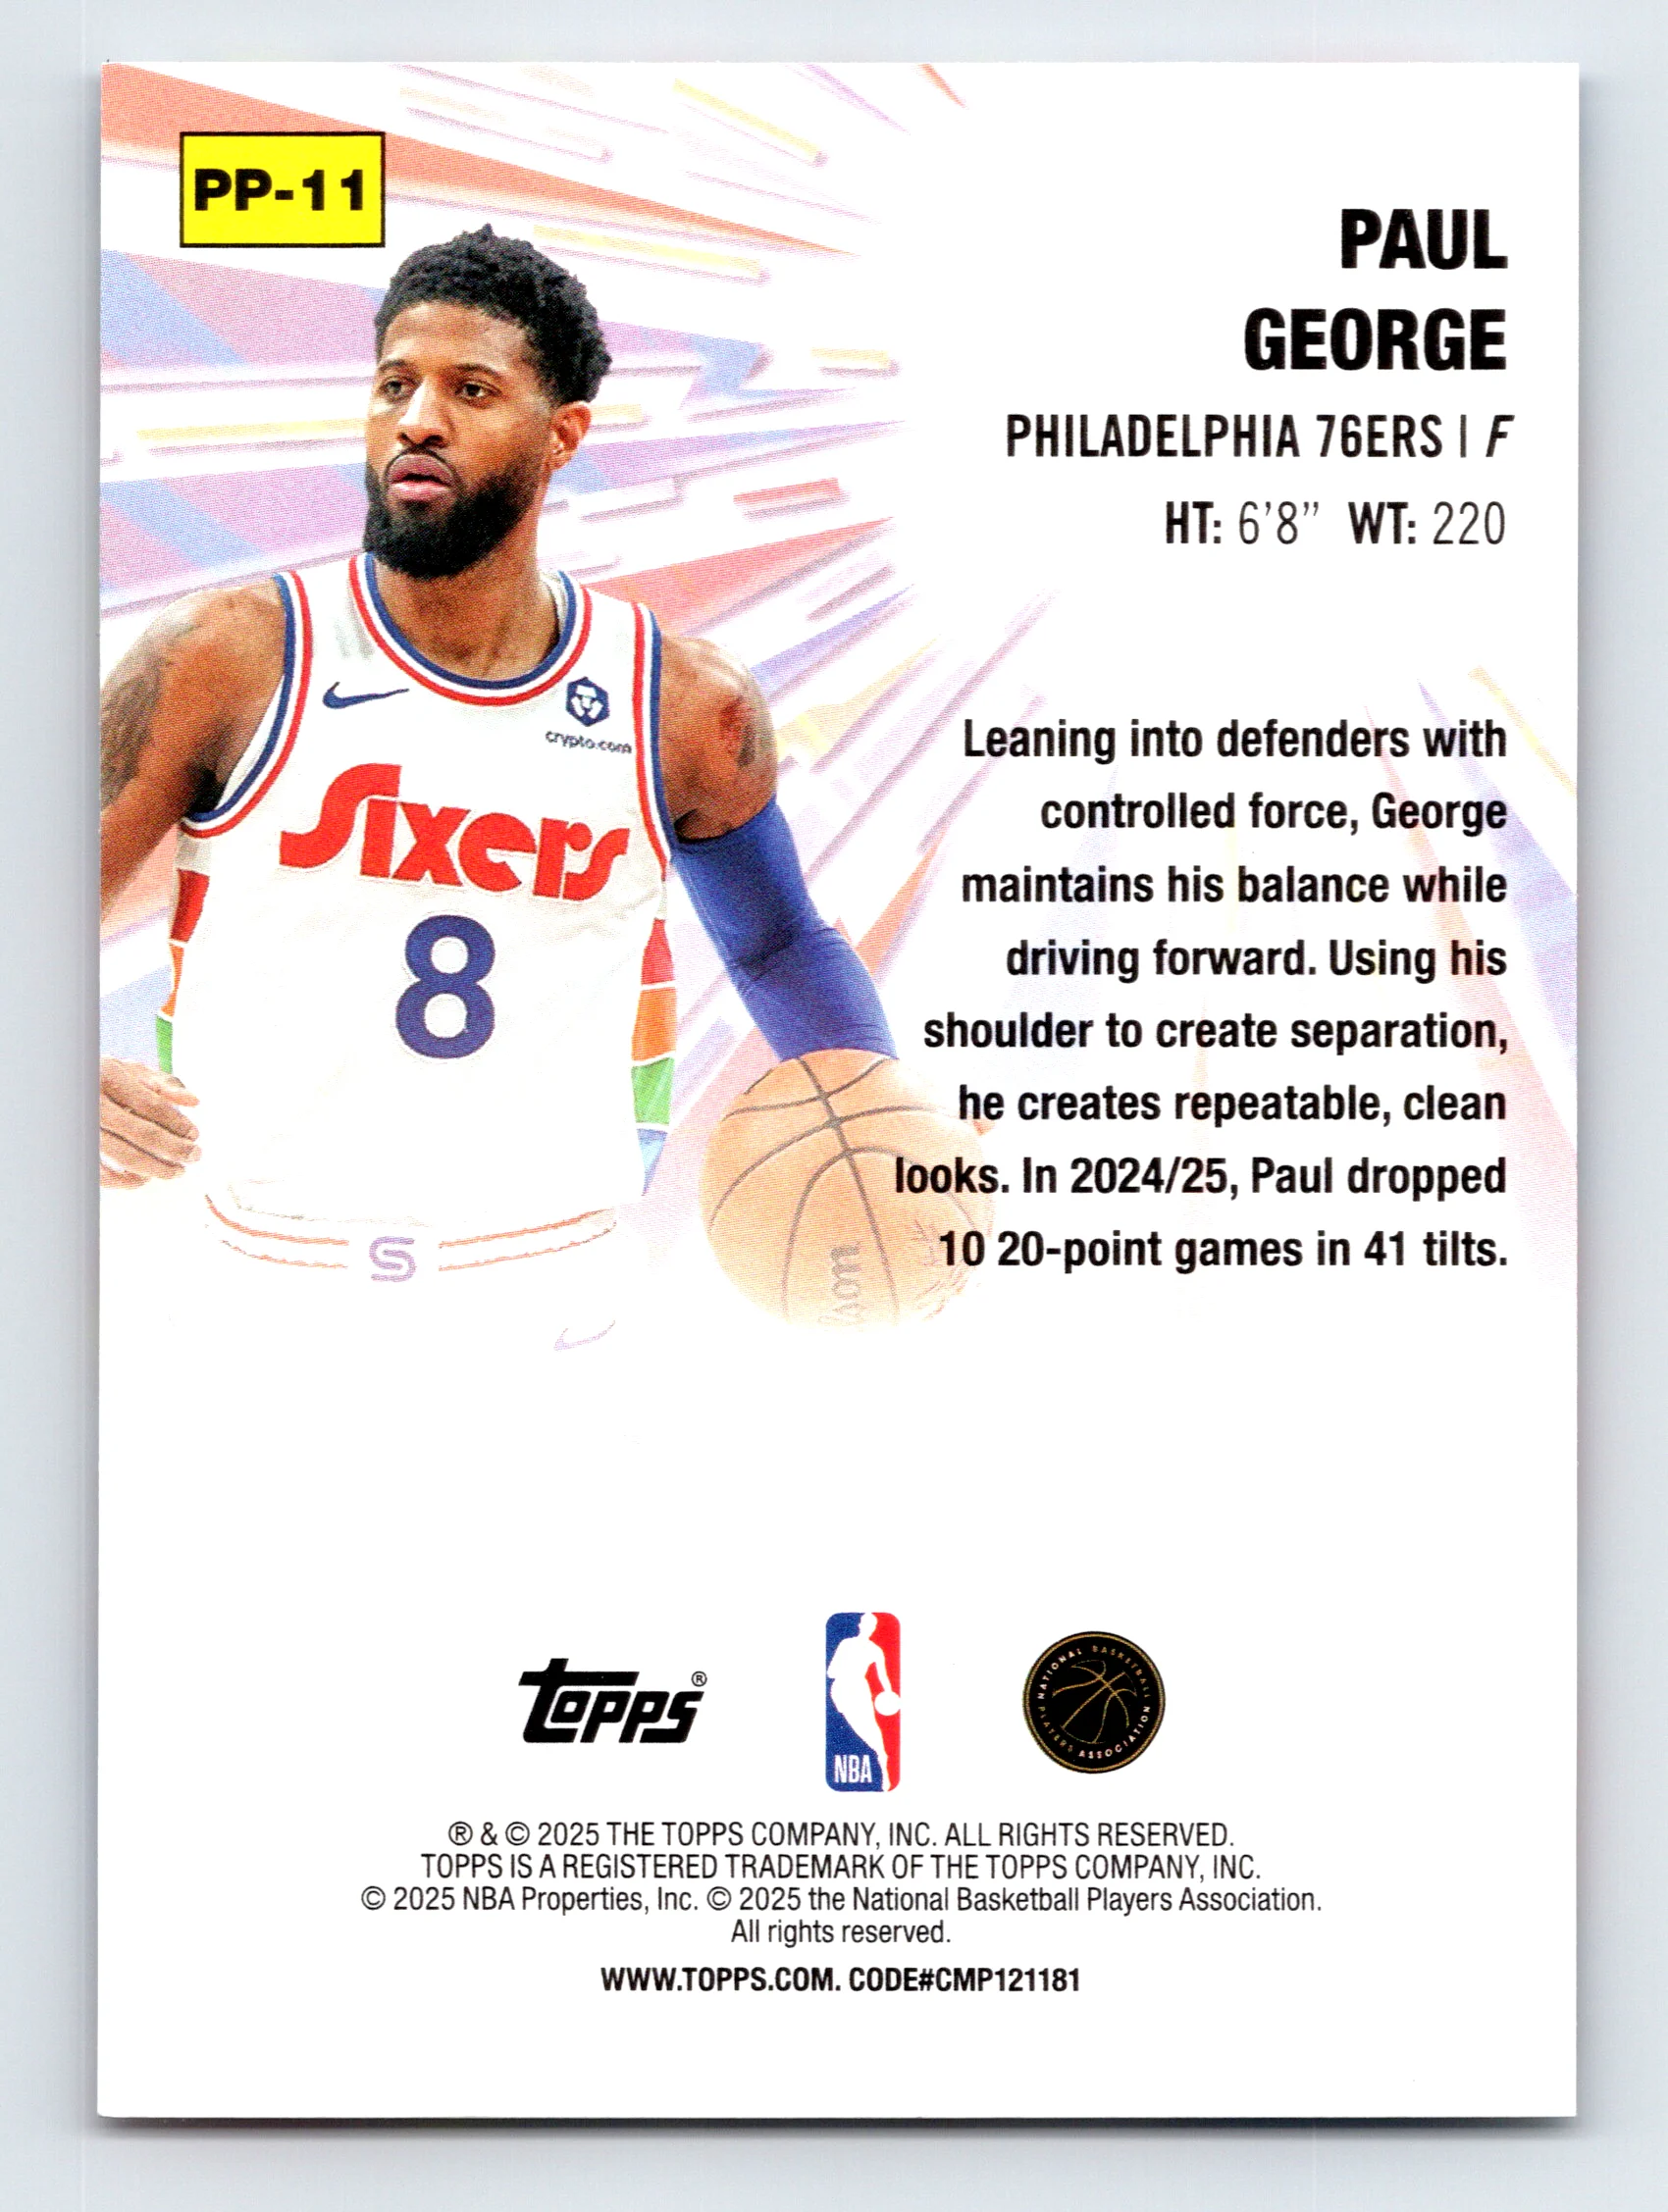 PP-11
PAUL
GEORGE
PHILADELPHIA 76ERS | F
HT: 6'8” WT: 220
crypto.com
Sixers
8
Leaning into defenders with
controlled force, George
maintains his balance while
driving forward. Using his
shoulder to create separation,
he creates repeatable, clean
looks. In 2024/25, Paul dropped
10 20-point games in 41 tilts.
S
topps®
NBA
NATIONAL BASKETBALL
PLAYERS ASSOCIATION
® & © 2025 THE TOPPS COMPANY, INC. ALL RIGHTS RESERVED.
TOPPS IS A REGISTERED TRADEMARK OF THE TOPPS COMPANY, INC.
© 2025 NBA Properties, Inc. © 2025 the National Basketball Players Association.
All rights reserved.
WWW.TOPPS.COM. CODE#CMP121181